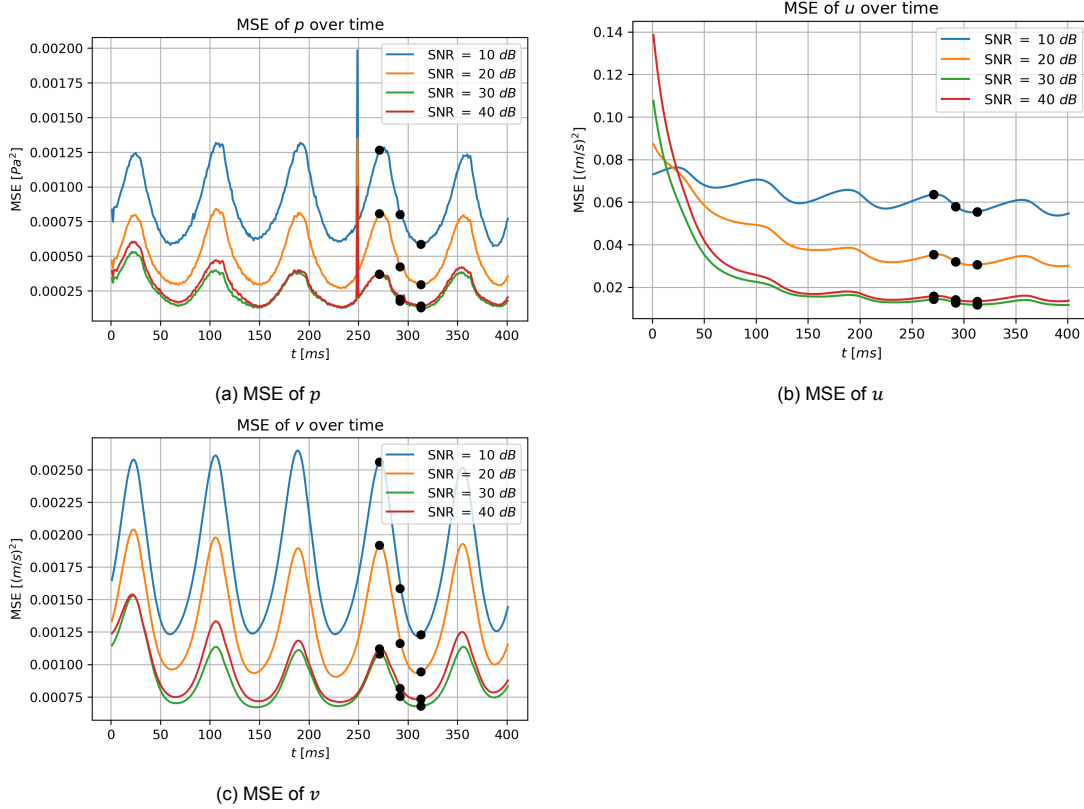 MSE of p over time
0.00200
0.00175
0.00150
0.00125
0.00100
0.00075
0.00050
0.00025
MSE [Pa²]
SNR = 10 dB
SNR = 20 dB
SNR = 30 dB
SNR = 40 dB
0 50 100 150 200 250 300 350 400
t [ms]
(a) MSE of p
MSE of u over time
0.14
0.12
0.10
0.08
0.06
0.04
0.02
MSE [(m/s)²]
SNR = 10 dB
SNR = 20 dB
SNR = 30 dB
SNR = 40 dB
0 50 100 150 200 250 300 350 400
t [ms]
(b) MSE of u
MSE of v over time
0.00250
0.00225
0.00200
0.00175
0.00150
0.00125
0.00100
0.00075
MSE [(m/s)²]
SNR = 10 dB
SNR = 20 dB
SNR = 30 dB
SNR = 40 dB
0 50 100 150 200 250 300 350 400
t [ms]
(c) MSE of v